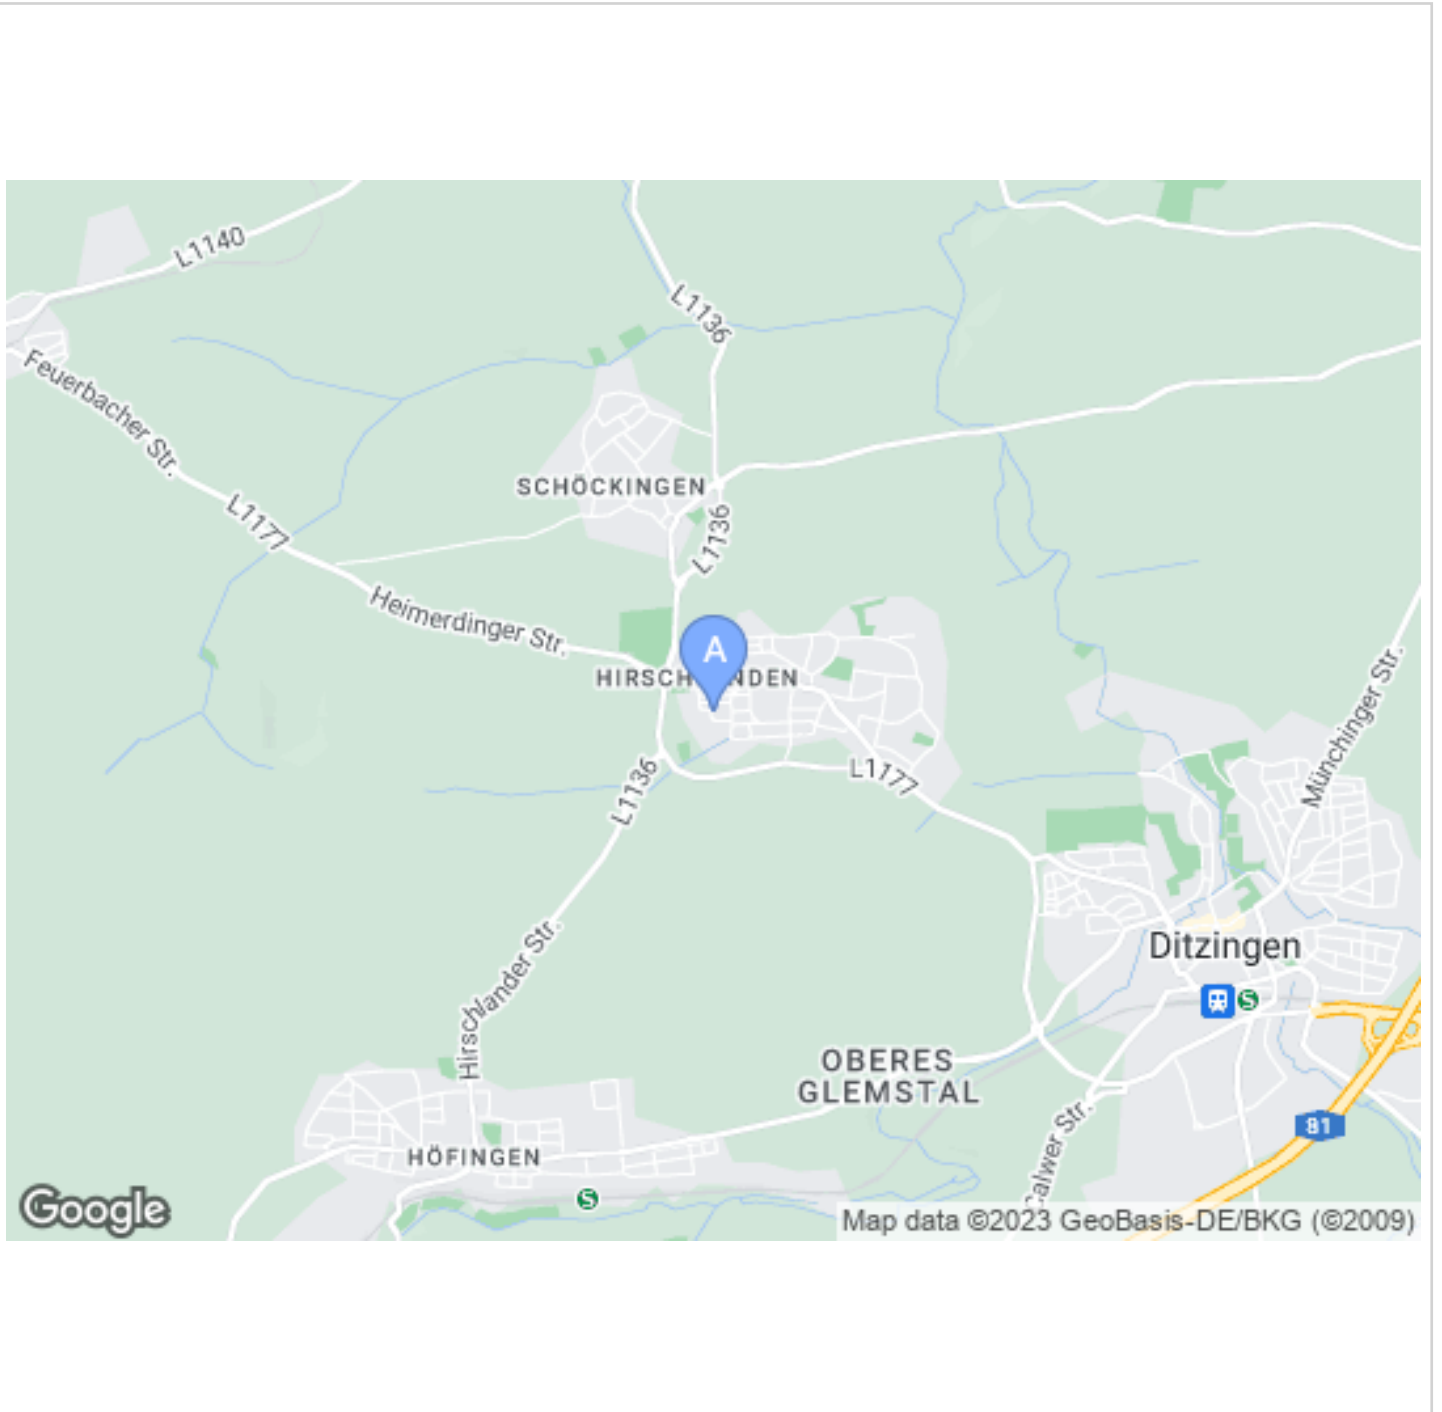 L1140
L1136
Feuerbacher Str.
SCHÖCKINGEN
L1177
L1136
Heimerdinger Str.
A
HIRSCH NDEN
Münchinger Str.
L1136
L1177
Hirschlander Str.
Ditzingen
S
OBERES
GLEMSTAL
81
Calwer Str.
HÖFINGEN
S
Google
Map data ©2023 GeoBasis-DE/BKG (©2009)